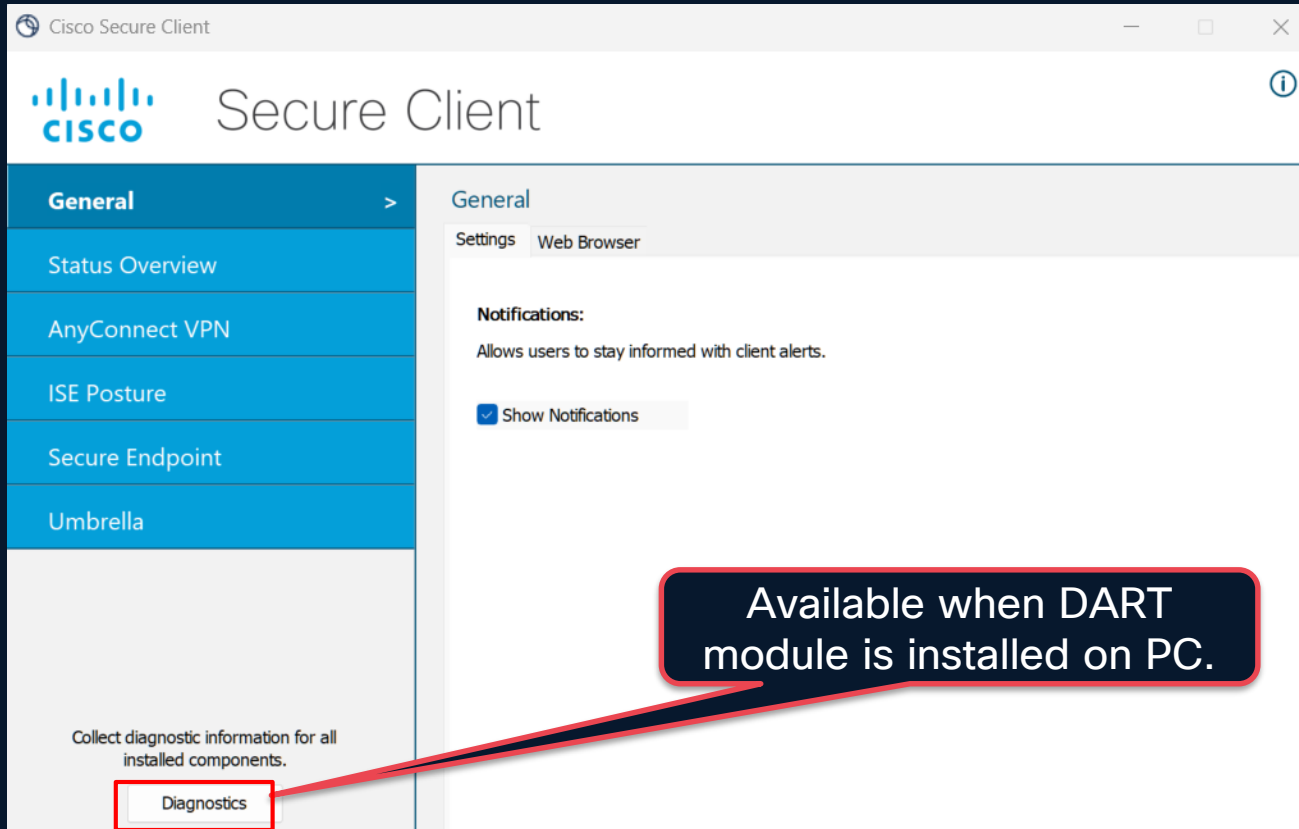 Cisco Secure Client
CISCO
Secure Client
General >
Status Overview
AnyConnect VPN
ISE Posture
Secure Endpoint
Umbrella
Collect diagnostic information for all
installed components.
Diagnostics
General
Settings Web Browser
Notifications:
Allows users to stay informed with client alerts.
Show Notifications
Available when DART
module is installed on PC.